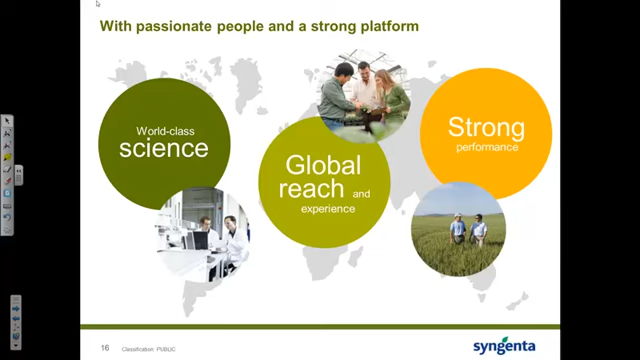 With passionate people and a strong platform
World-class
science
Global
reach and
experience
Strong
performance
16 Classification: PUBLIC
syngenta